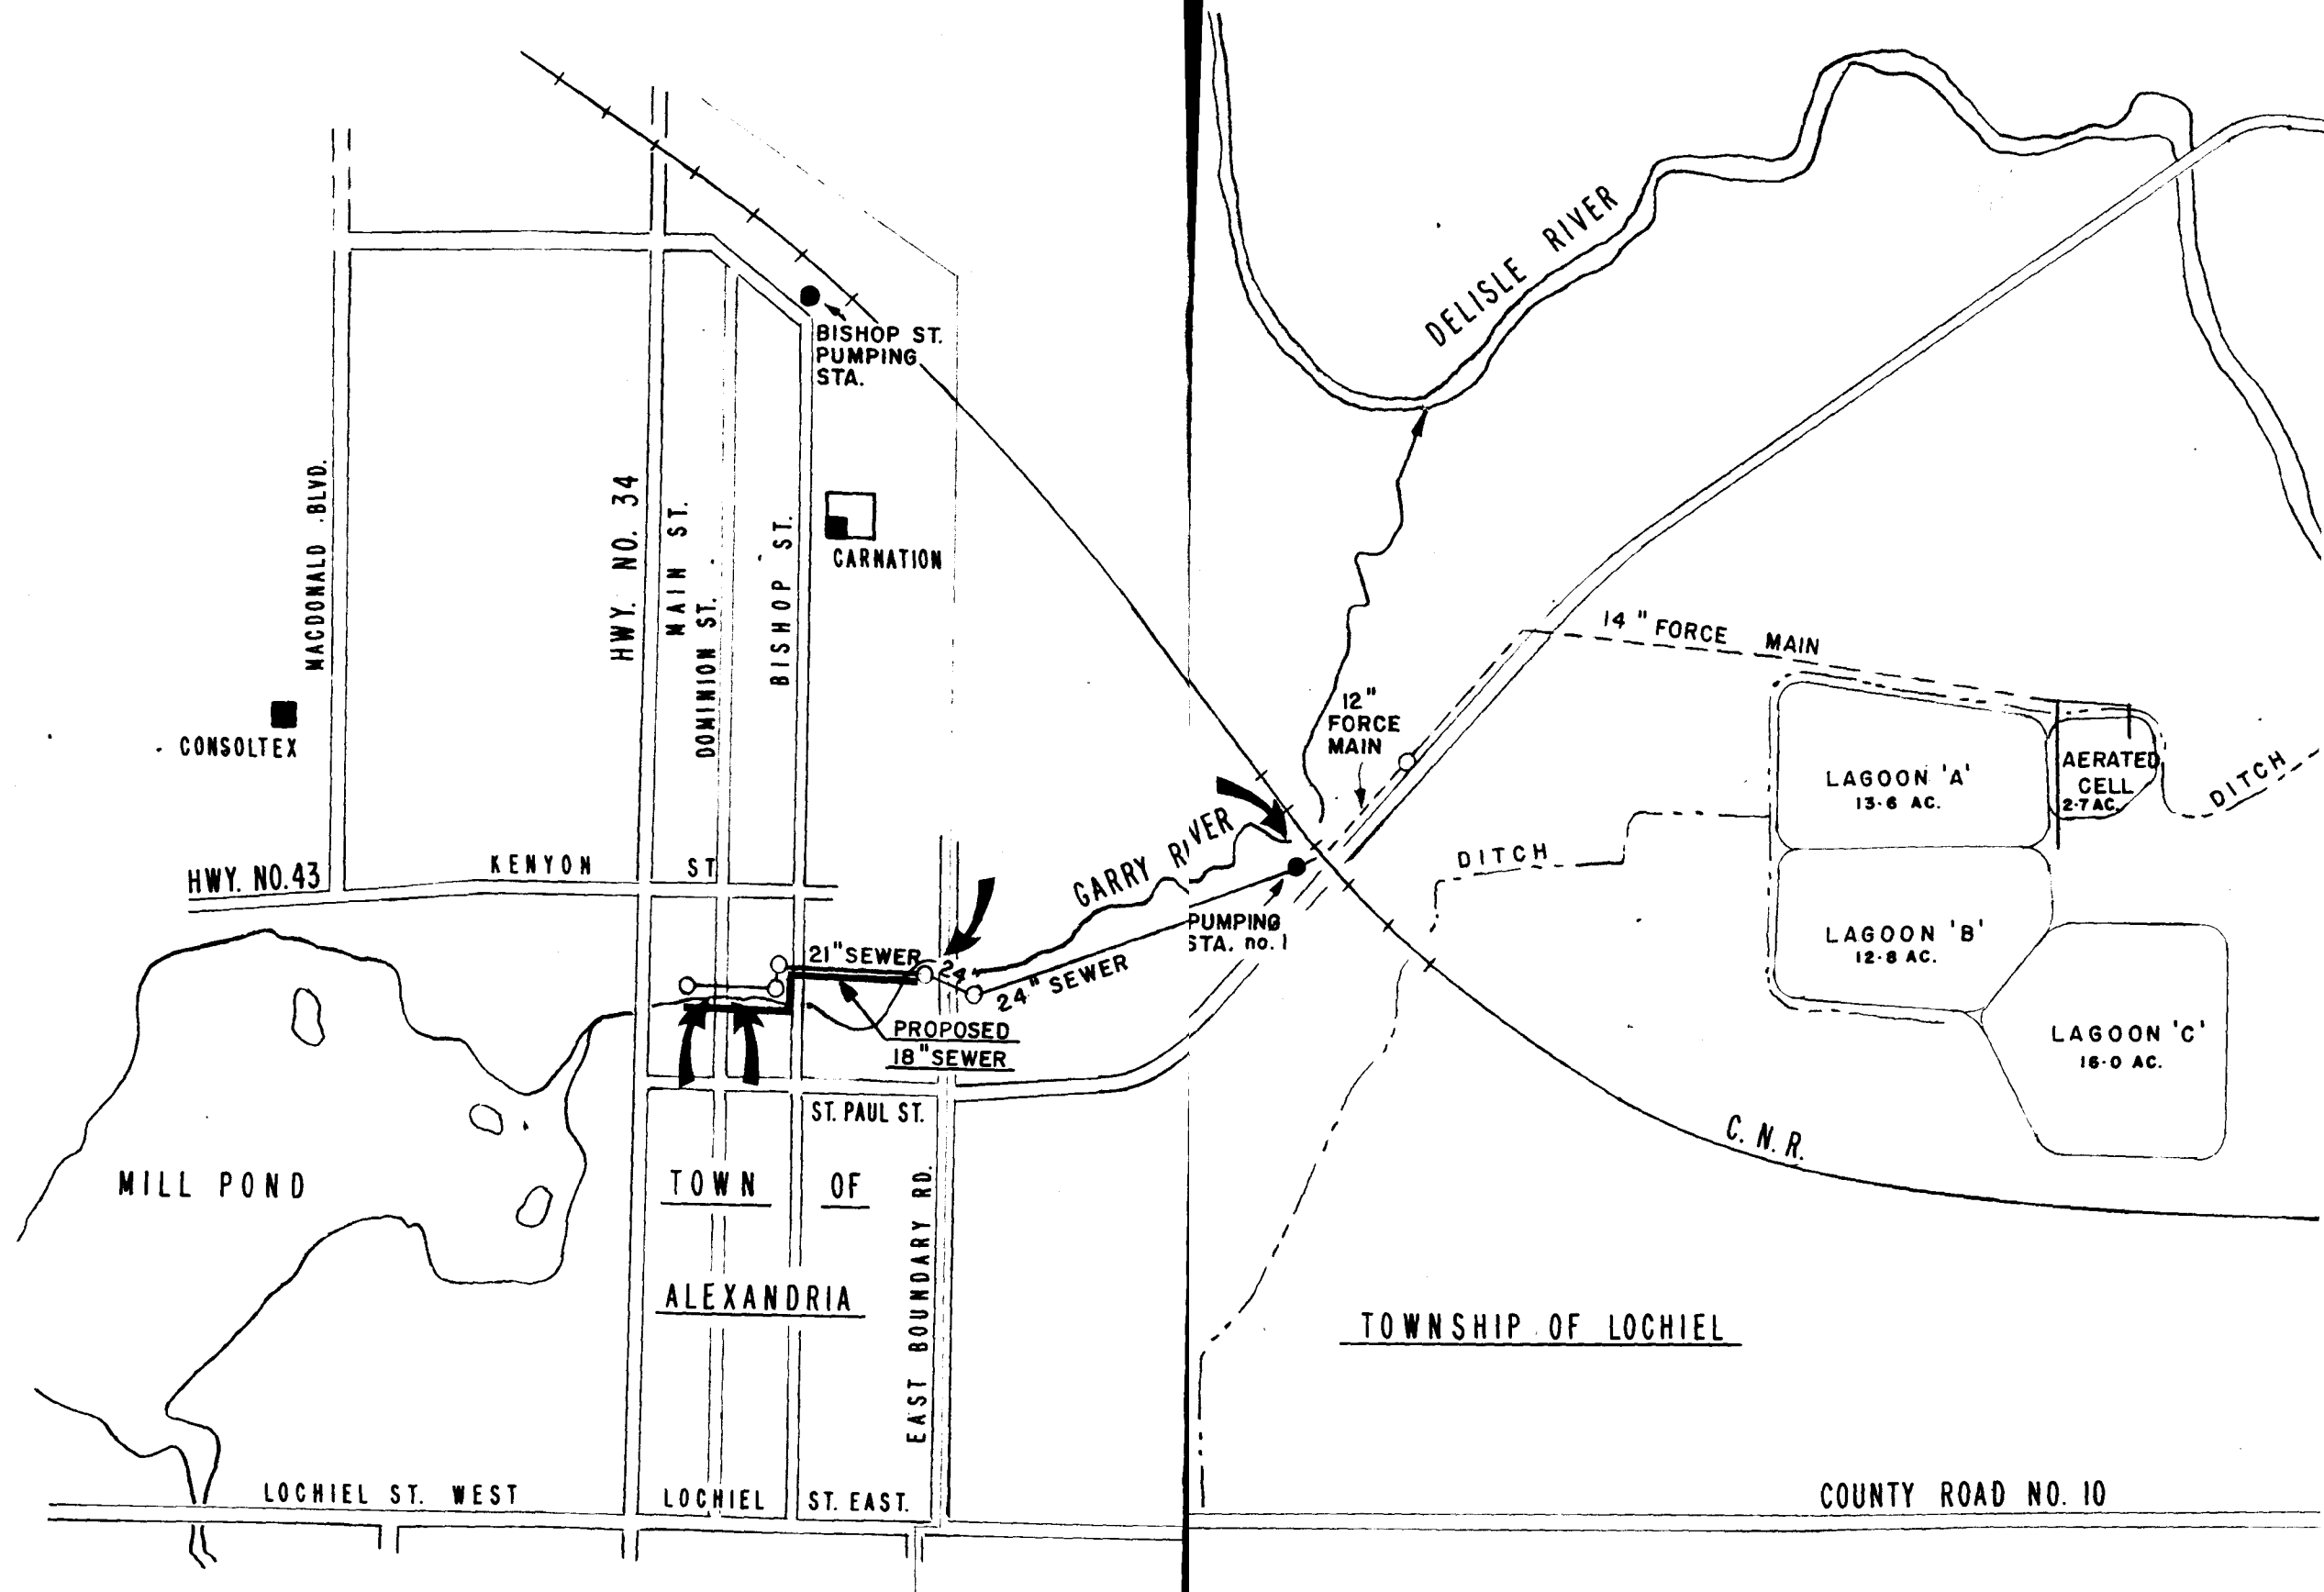 DELISLE RIVER
BISHOP ST.
PUMPING
STA.
MACDONALD BLVD.
HWY. NO. 34
MAIN ST.
DOMINION ST.
BISHOP ST.
CARNATION
CONSOLTEX
14" FORCE MAIN
12"
FORCE
MAIN
LAGOON 'A'
13.6 AC.
AERATED
CELL
2.7 AC.
DITCH
HWY. NO. 43
KENYON ST
GARRY RIVER
DITCH
PUMPING
STA. no. 1
21" SEWER
24"
24" SEWER
LAGOON 'B'
12.8 AC.
PROPOSED
18" SEWER
LAGOON 'C'
16.0 AC.
ST. PAUL ST.
C. N. R.
MILL POND
TOWN OF
ALEXANDRIA
EAST BOUNDARY RD.
TOWNSHIP OF LOCHIEL
LOCHIEL ST. WEST
LOCHIEL ST. EAST.
COUNTY ROAD NO. 10